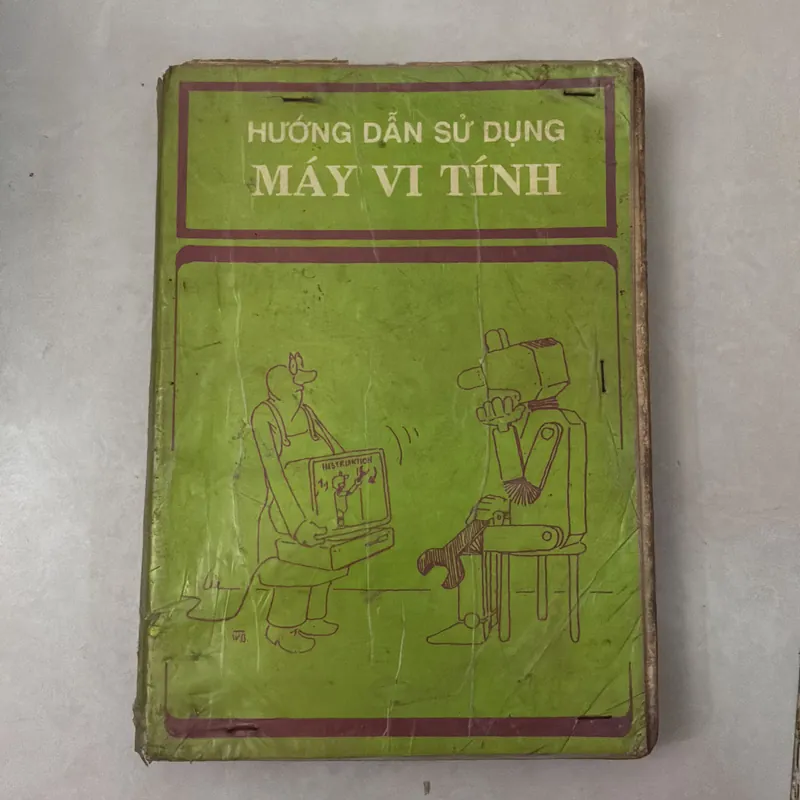 HƯỚNG DẪN SỬ DỤNG
MÁY VI TÍNH
INSTRUKTION